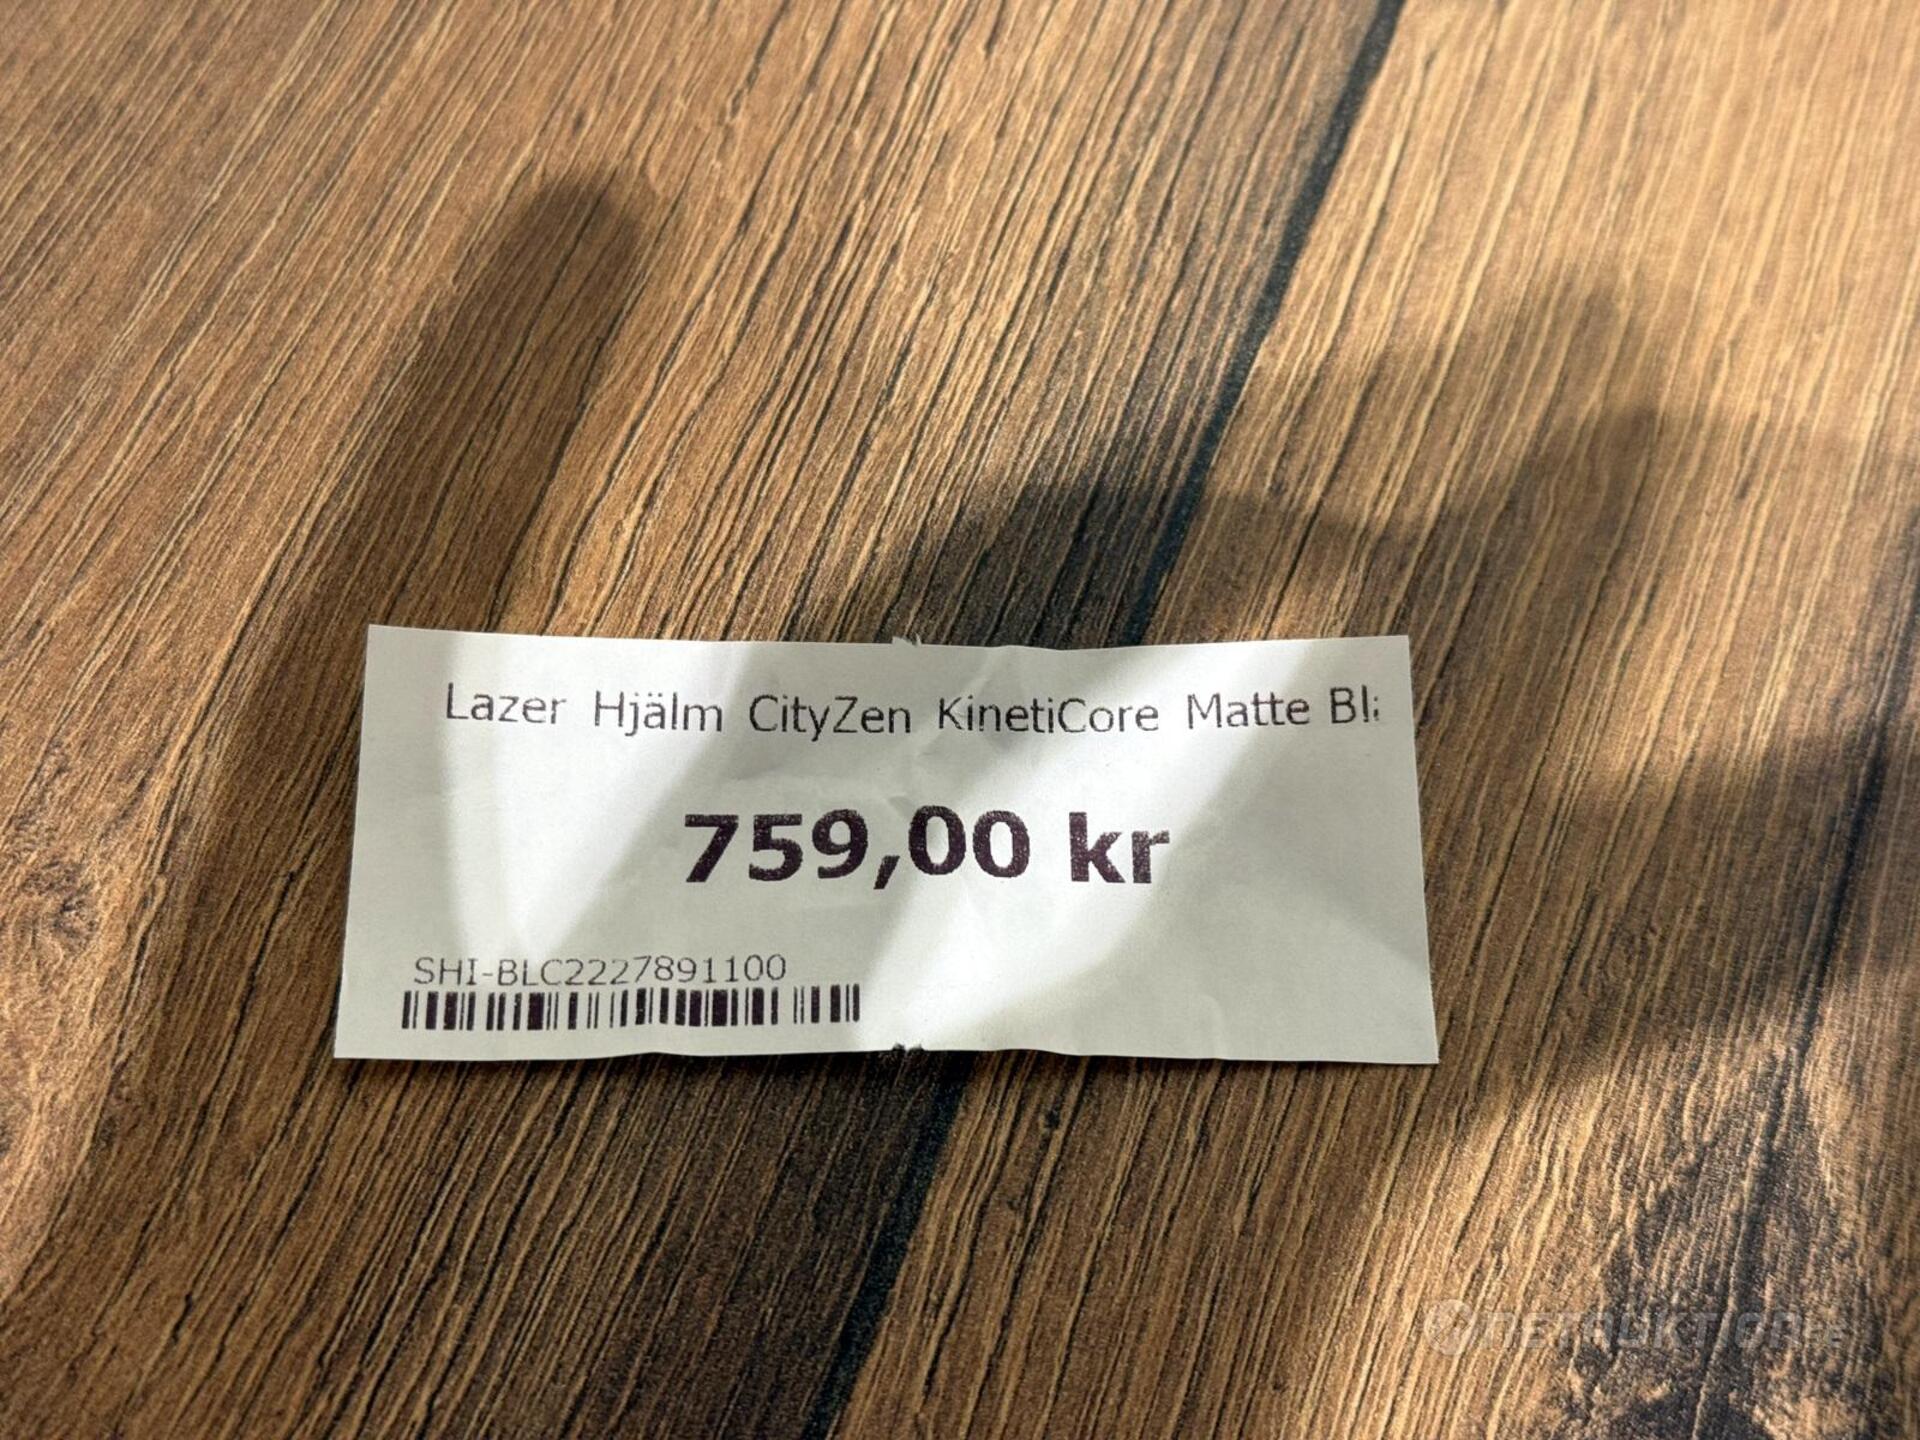 Lazer Hjälm CityZen KinetiCore Matte Bl
759,00 kr
SHI-BLC2227891100